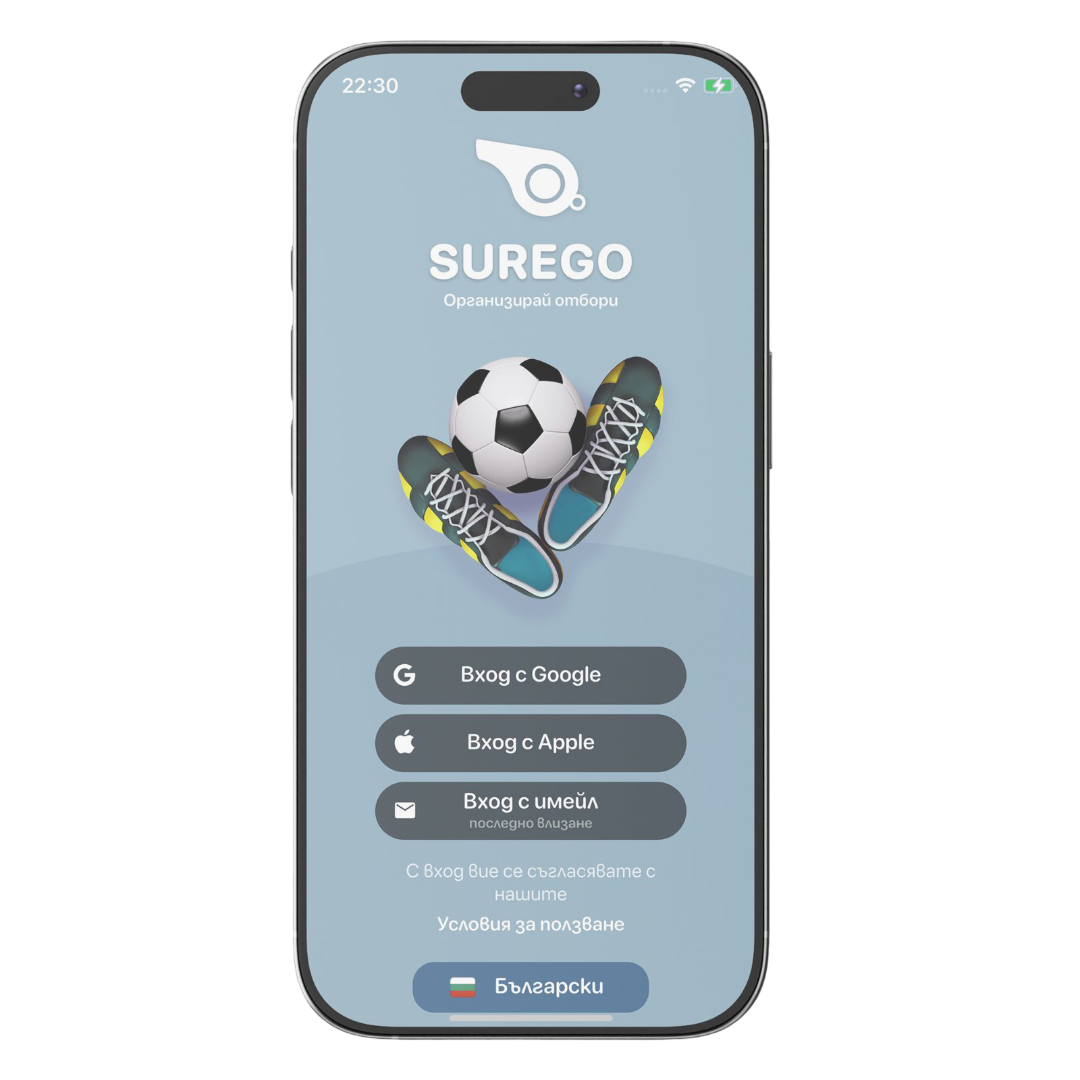 22:30
SUREGO
Организирай отбори
Вход с Google
Вход с Apple
Вход с имейл
последно влизане
С вход вие се съгласявате с
нашите
Условия за ползване
Български